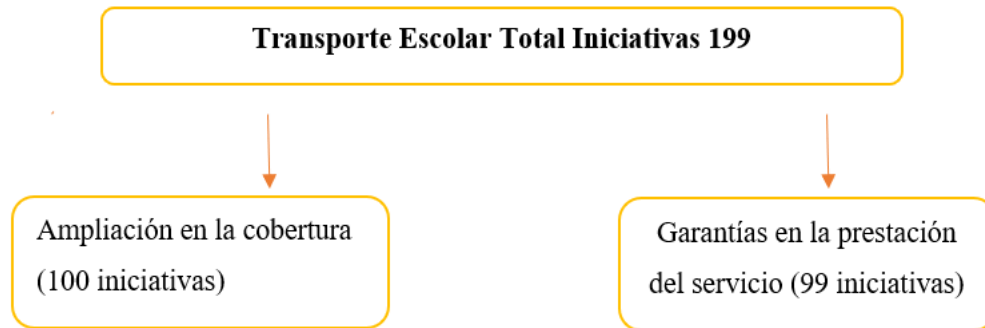 Transporte Escolar Total Iniciativas 199
Ampliación en la cobertura
(100 iniciativas)
Garantías en la prestación
del servicio (99 iniciativas)